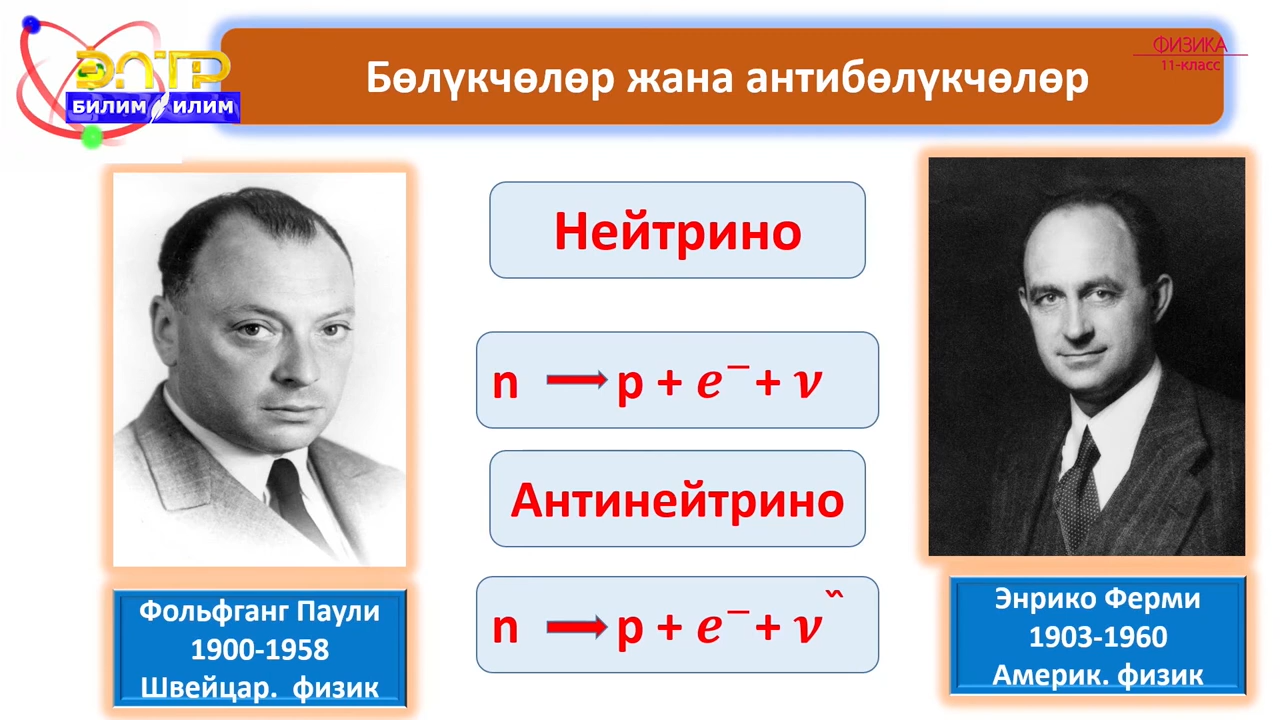 ЭЛТР
БИЛИМ ИЛИМ
Бөлүкчөлөр жана антибөлүкчөлөр
ФИЗИКА
11-класс
Нейтрино
n → p + e⁻ + ν
Антинейтрино
n → p + e⁻ + ν ̃
Фольфганг Паули
1900-1958
Швейцар. физик
Энрико Ферми
1903-1960
Америк. физик